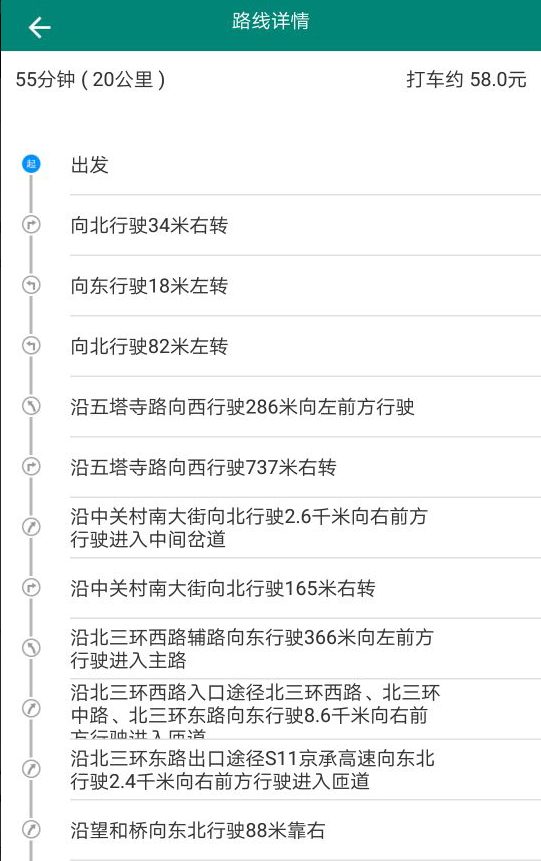 路线详情
55分钟 ( 20公里 )
打车约 58.0元
起
出发
向北行驶34米右转
向东行驶18米左转
向北行驶82米左转
沿五塔寺路向西行驶286米向左前方行驶
沿五塔寺路向西行驶737米右转
沿中关村南大街向北行驶2.6千米向右前方
行驶进入中间岔道
沿中关村南大街向北行驶165米右转
沿北三环西路辅路向东行驶366米向左前方
行驶进入主路
沿北三环西路入口途径北三环西路、北三环
中路、北三环东路向东行驶8.6千米向右前
方行驶进入匝道
沿北三环东路出口途径S11京承高速向东北
行驶2.4千米向右前方行驶进入匝道
沿望和桥向东北行驶88米靠右